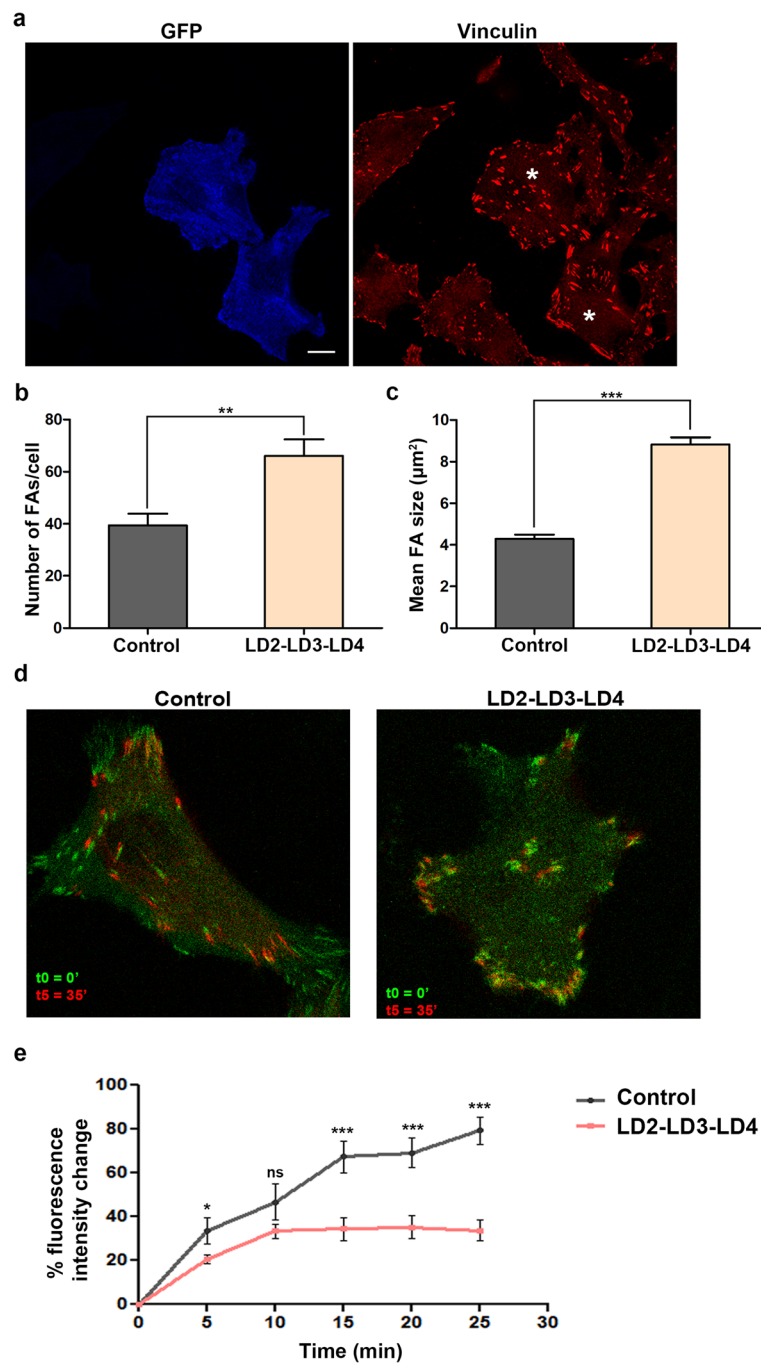 a
GFP
Vinculin
*
*
b
c
Number of FAs/cell
80
60
40
20
0
**
Control
LD2-LD3-LD4
Mean FA size (µm²)
10
8
6
4
2
0
***
Control
LD2-LD3-LD4
d
Control
LD2-LD3-LD4
t0 = 0'
t5 = 35'
t0 = 0'
t5 = 35'
e
% fluorescence
intensity change
100
80
60
40
20
0
*
ns
***
***
***
Control
LD2-LD3-LD4
0
5
10
15
20
25
30
Time (min)